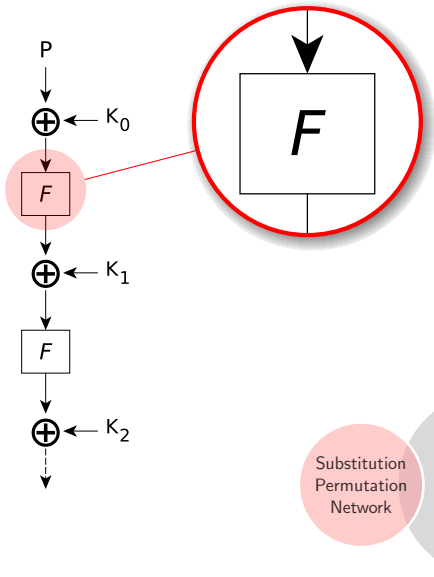 P
K0
F
F
K1
F
K2
Substitution
Permutation
Network